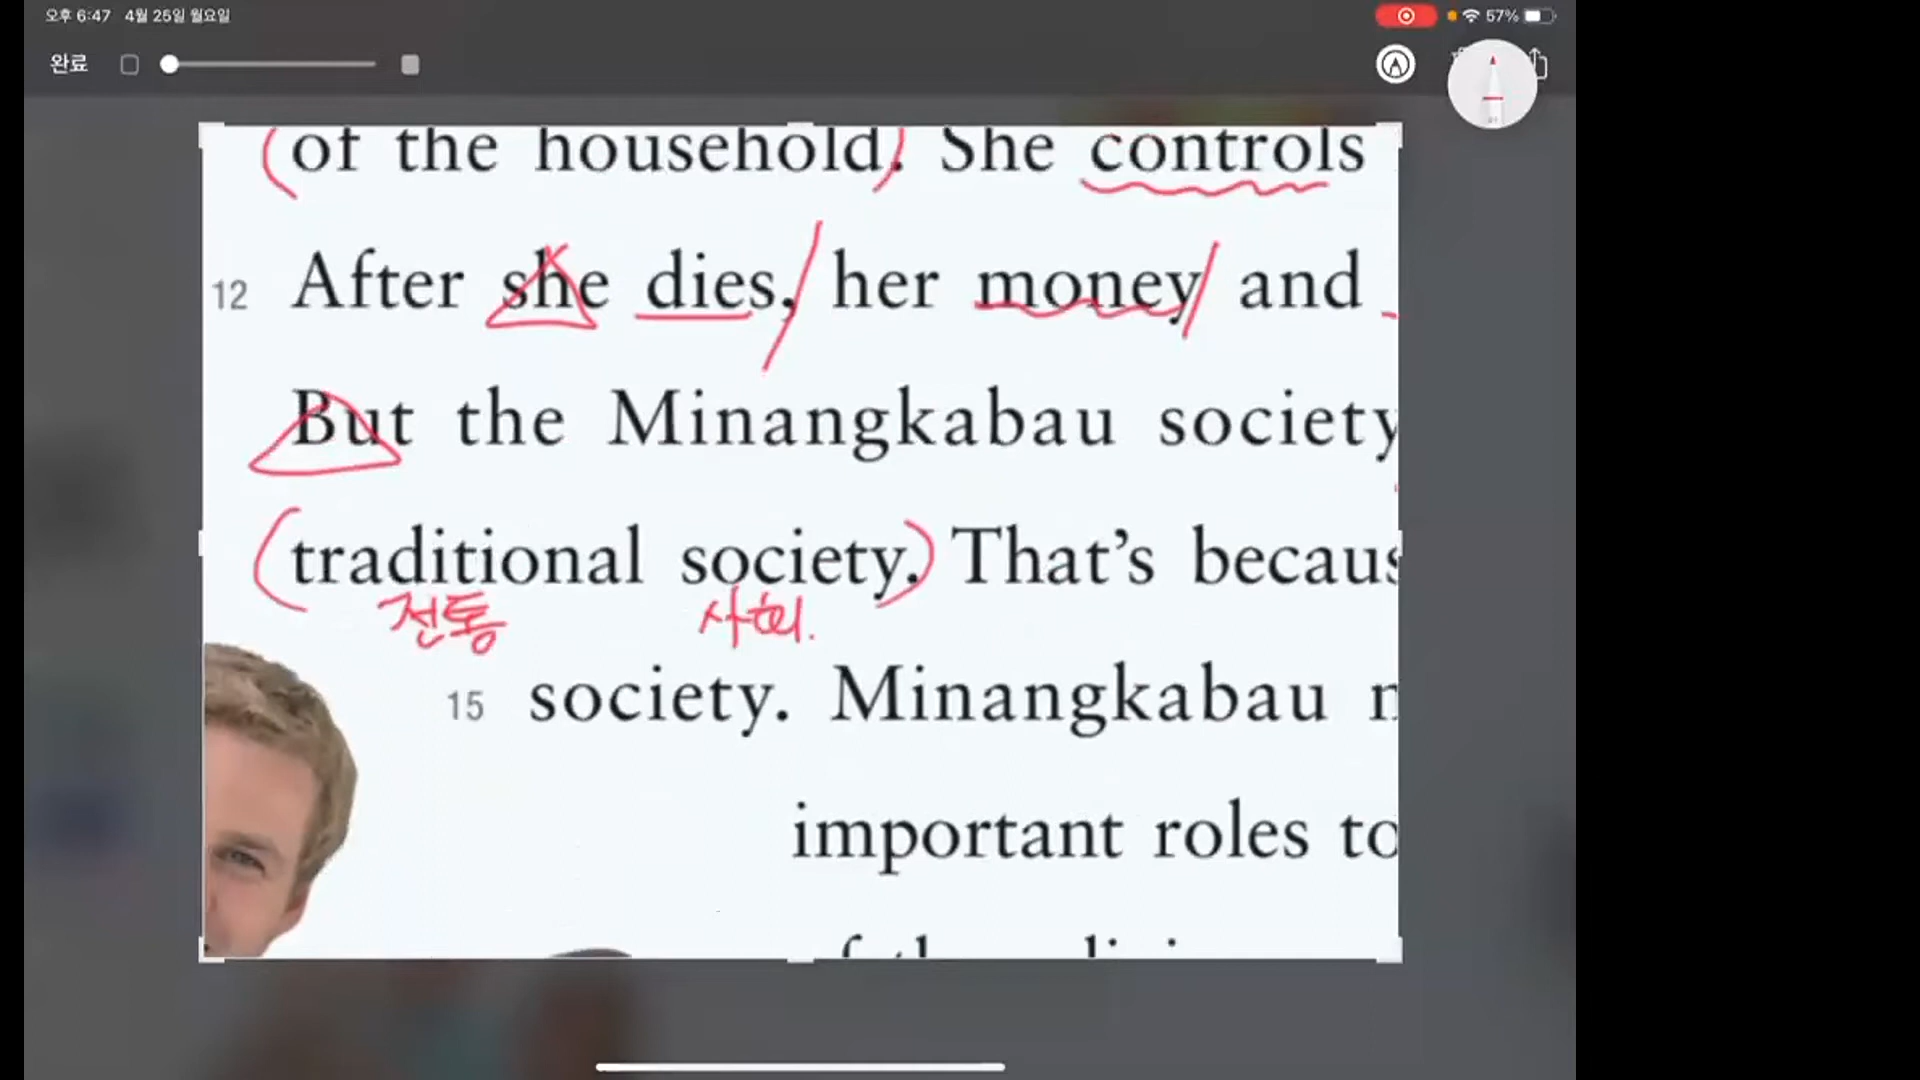 오후 6:47 4월 25일 월요일
57%
완료
of the household. She controls
12 After she dies, her money and
But the Minangkabau society
traditional society. That's becaus
전통 사회.
15 society. Minangkabau
important roles to